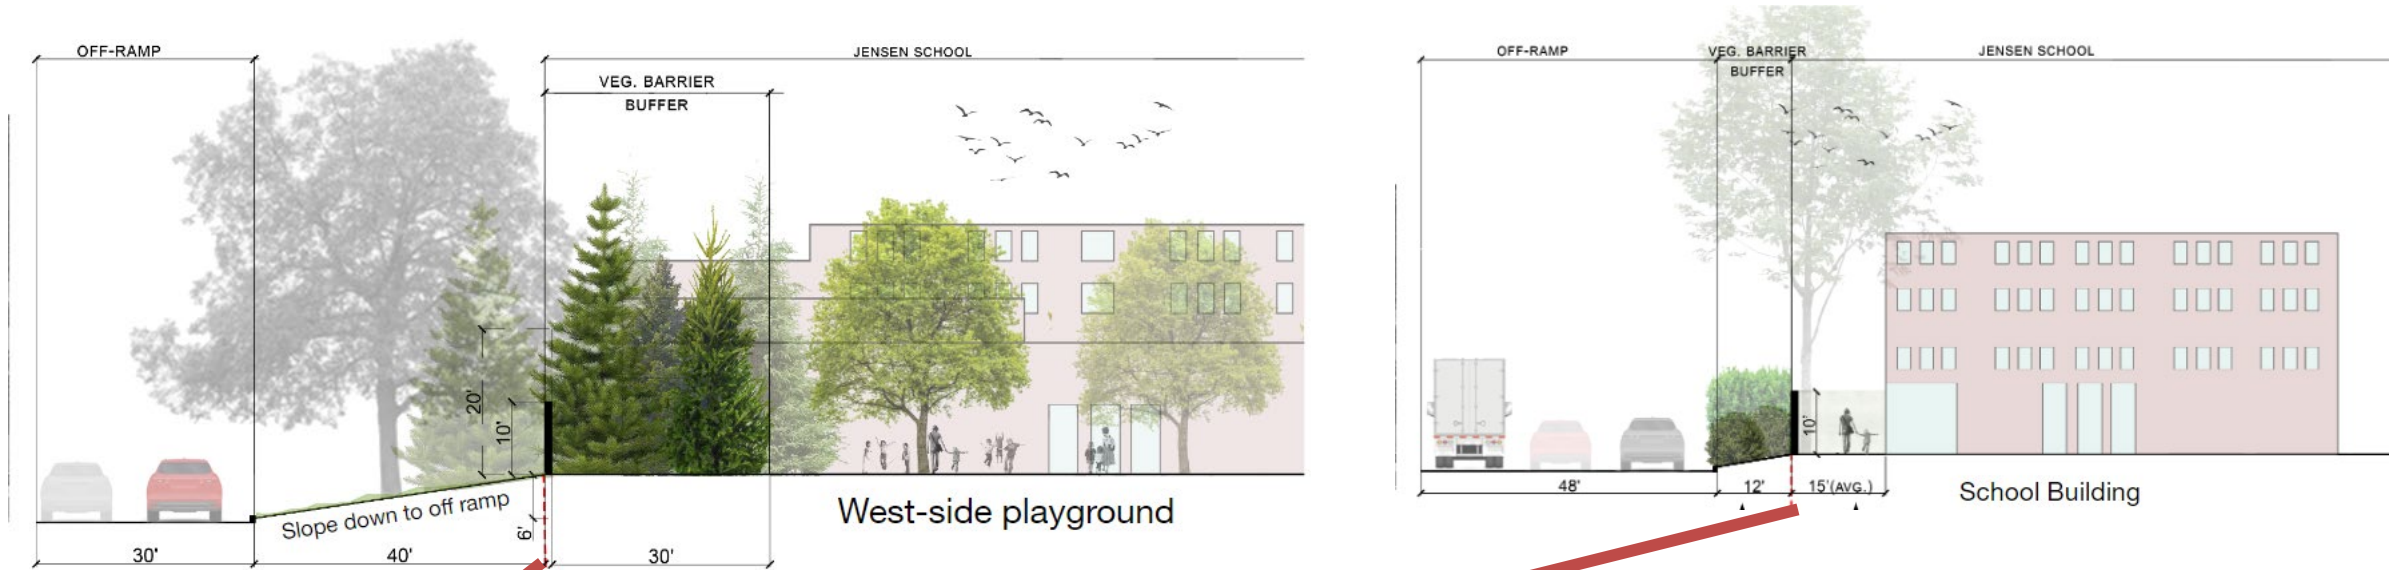 OFF-RAMP
JENSEN SCHOOL
VEG. BARRIER
BUFFER
20'
10'
Slope down to off ramp
6'
West-side playground
30'
40'
30'
OFF-RAMP
VEG. BARRIER
JENSEN SCHOOL
BUFFER
10'
48'
12'
15'(AVG.)
School Building